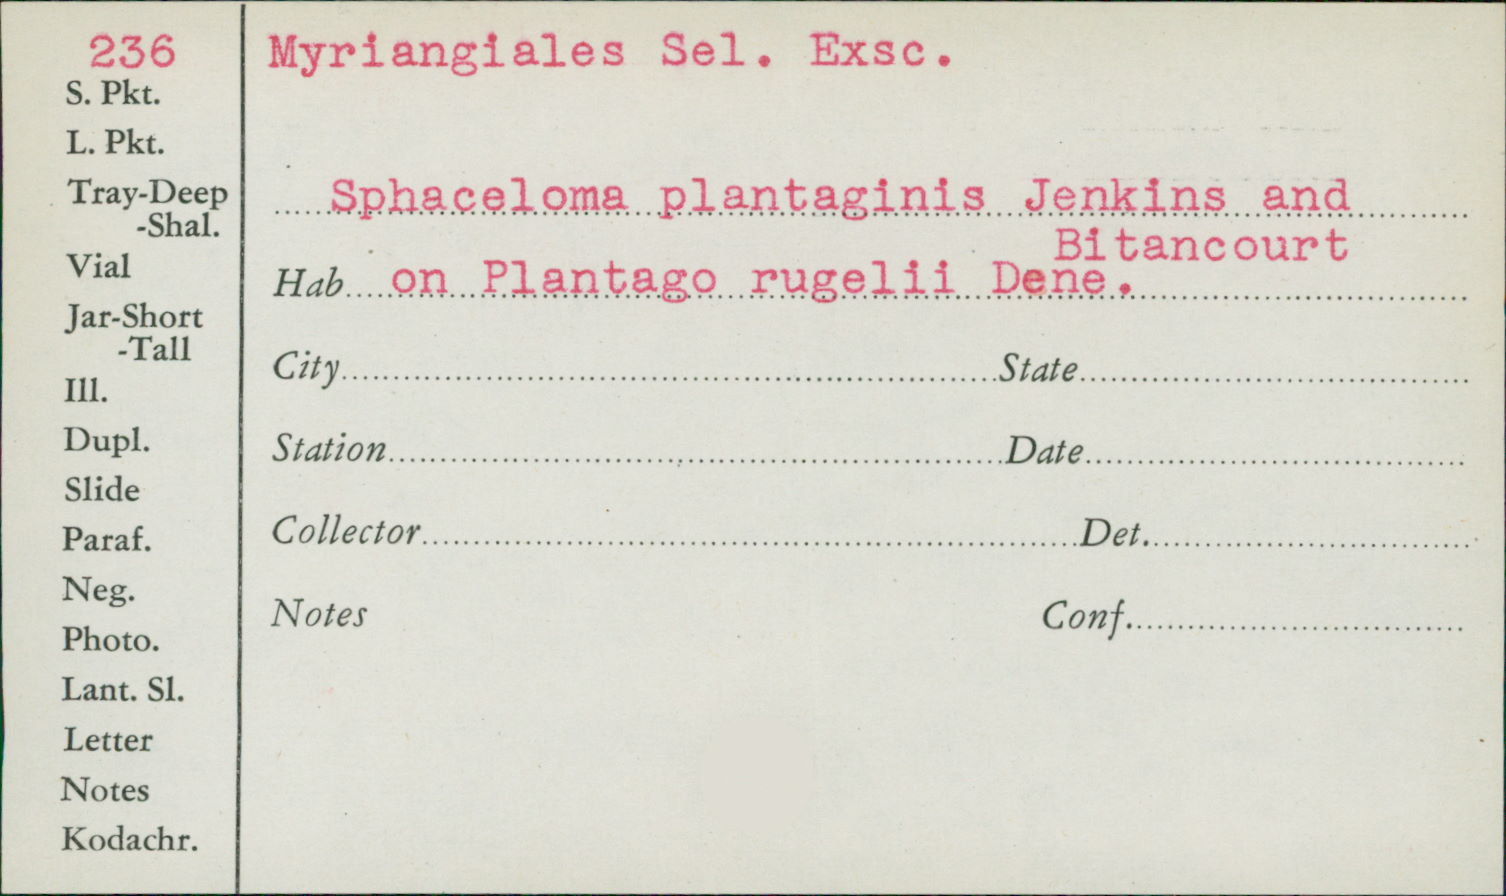 236
S. Pkt.
L. Pkt.
Tray-Deep
-Shal.
Vial
Jar-Short
-Tall
Ill.
Dupl.
Slide
Paraf.
Neg.
Photo.
Lant. Sl.
Letter
Notes
Kodachr.
Myriangiales Sel. Exsc.
Sphaceloma plantaginis Jenkins and
Bitancourt
Hab on Plantago rugelii Dene.
City State
Station Date
Collector Det.
Notes Conf.